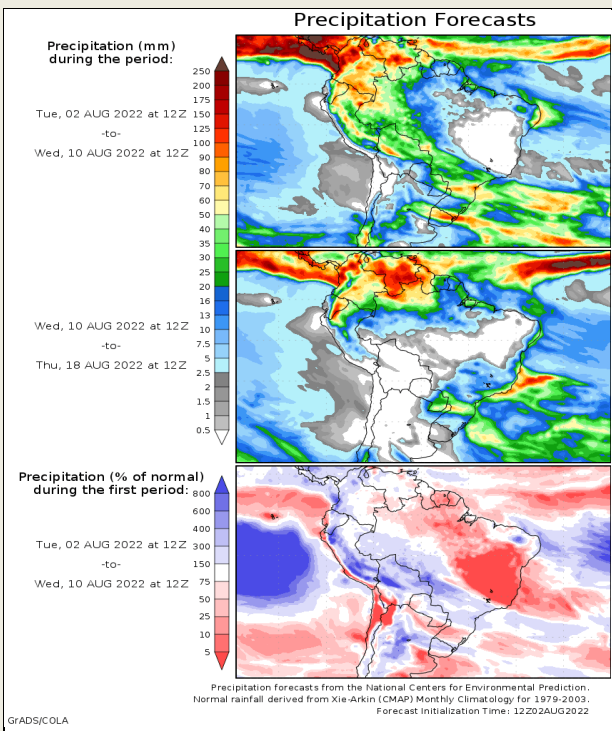 Precipitation Forecasts
Precipitation (mm)
during the period:
Tue, 02 AUG 2022 at 12Z
-to-
Wed, 10 AUG 2022 at 12Z
250
200
175
150
125
100
90
80
70
60
50
40
35
30
25
20
16
13
10
7.5
5
2.5
2
1.5
1
0.5
Wed, 10 AUG 2022 at 12Z
-to-
Thu, 18 AUG 2022 at 12Z
Precipitation (% of normal)
during the first period:
Tue, 02 AUG 2022 at 12Z
-to-
Wed, 10 AUG 2022 at 12Z
800
600
400
300
150
75
50
25
10
5
Precipitation forecasts from the National Centers for Environmental Prediction.
Normal rainfall derived from Xie-Arkin (CMAP) Monthly Climatology for 1979-2003.
Forecast Initialization Time: 12Z02AUG2022
GrADS/COLA